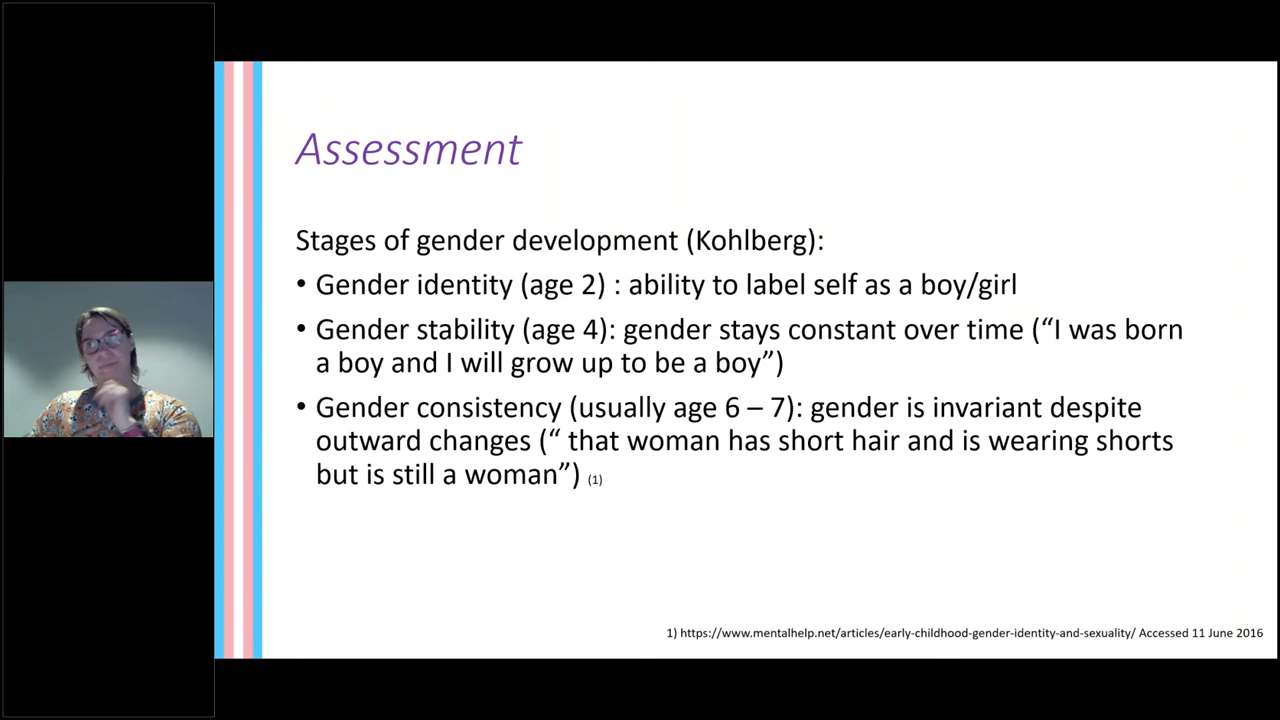 Assessment
Stages of gender development (Kohlberg):
• Gender identity (age 2) : ability to label self as a boy/girl
• Gender stability (age 4): gender stays constant over time (“I was born
a boy and I will grow up to be a boy”)
• Gender consistency (usually age 6 – 7): gender is invariant despite
outward changes (“ that woman has short hair and is wearing shorts
but is still a woman”) (1)
1) https://www.mentalhelp.net/articles/early-childhood-gender-identity-and-sexuality/ Accessed 11 June 2016